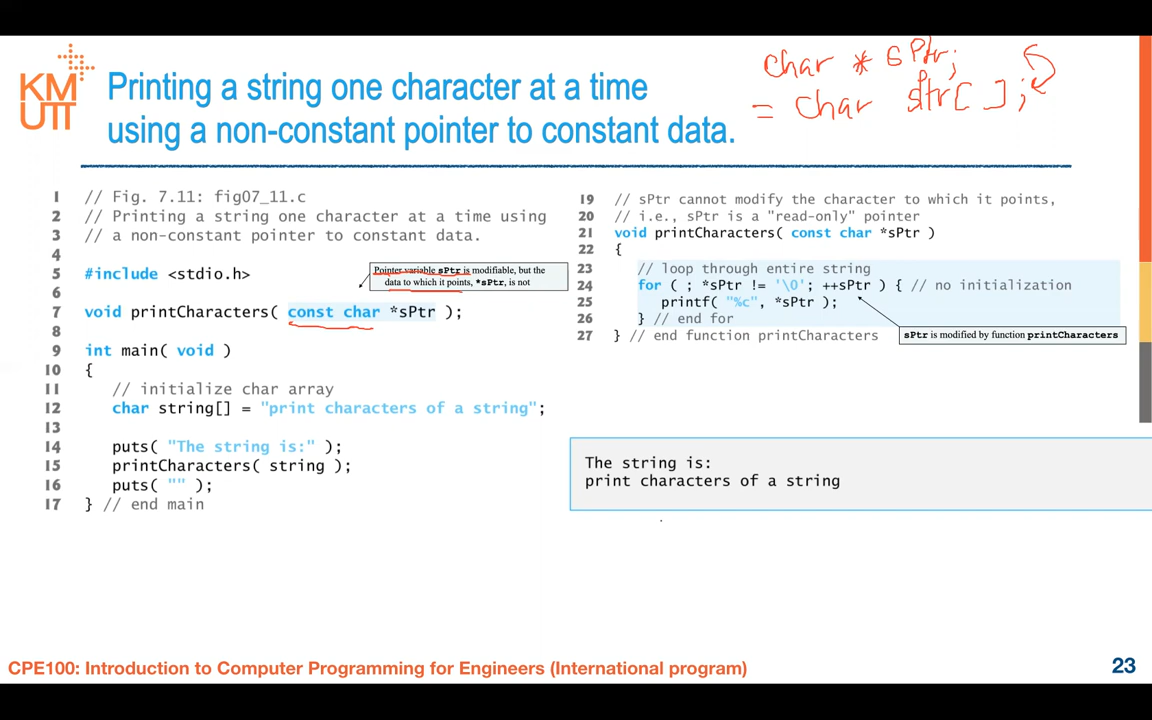 KM
UTT
Printing a string one character at a time
using a non-constant pointer to constant data.
char * sPtr;
= char str[ ];
1 // Fig. 7.11: fig07_11.c
2 // Printing a string one character at a time using
3 // a non-constant pointer to constant data.
4
5 #include <stdio.h>
6
7 void printCharacters( const char *sPtr );
8
9 int main( void )
10 {
11 // initialize char array
12 char string[] = "print characters of a string";
13
14 puts( "The string is:" );
15 printCharacters( string );
16 puts( "" );
17 } // end main
Pointer variable sPtr is modifiable, but the
data to which it points, *sPtr, is not
19 // sPtr cannot modify the character to which it points,
20 // i.e., sPtr is a "read-only" pointer
21 void printCharacters( const char *sPtr )
22 {
23 // loop through entire string
24 for ( ; *sPtr != '\0'; ++sPtr ) { // no initialization
25 printf( "%c", *sPtr );
26 } // end for
27 } // end function printCharacters
sPtr is modified by function printCharacters
The string is:
print characters of a string
CPE100: Introduction to Computer Programming for Engineers (International program)
23